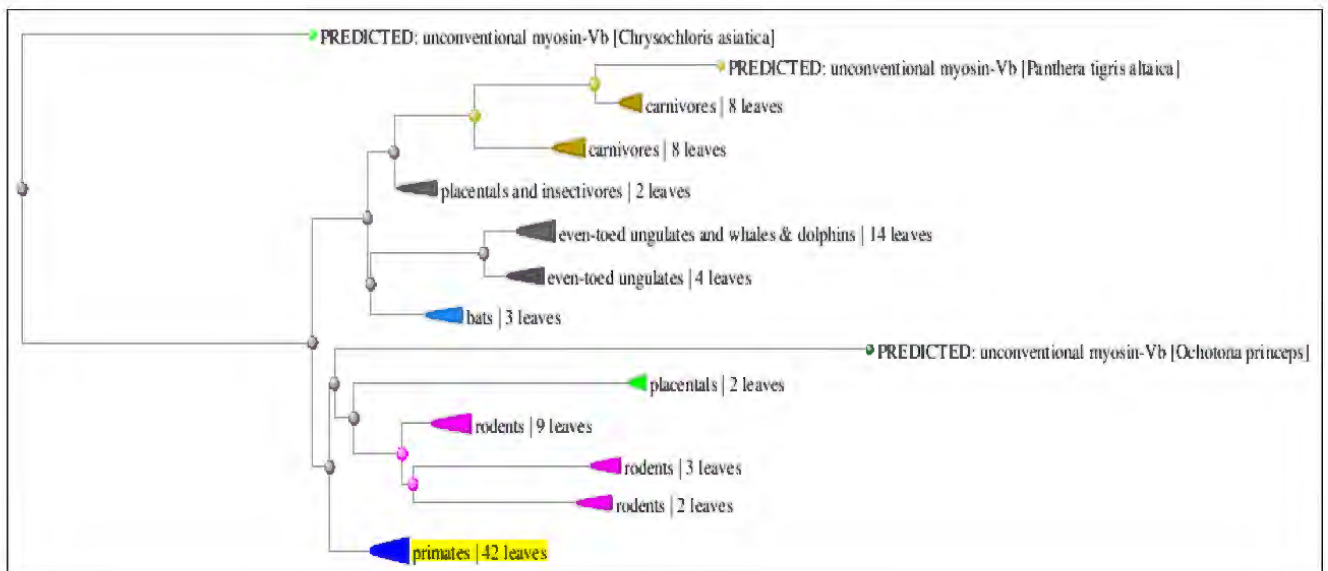 PREDICTED: unconventional myosin-Vb [Chrysochloris asiatica]
PREDICTED: unconventional myosin-Vb [Panthera tigris altaica]
carnivores | 8 leaves
carnivores | 8 leaves
placentals and insectivores | 2 leaves
even-toed ungulates and whales & dolphins | 14 leaves
even-toed ungulates | 4 leaves
bats | 3 leaves
PREDICTED: unconventional myosin-Vb [Ochotona princeps]
placentals | 2 leaves
rodents | 9 leaves
rodents | 3 leaves
rodents | 2 leaves
primates | 42 leaves